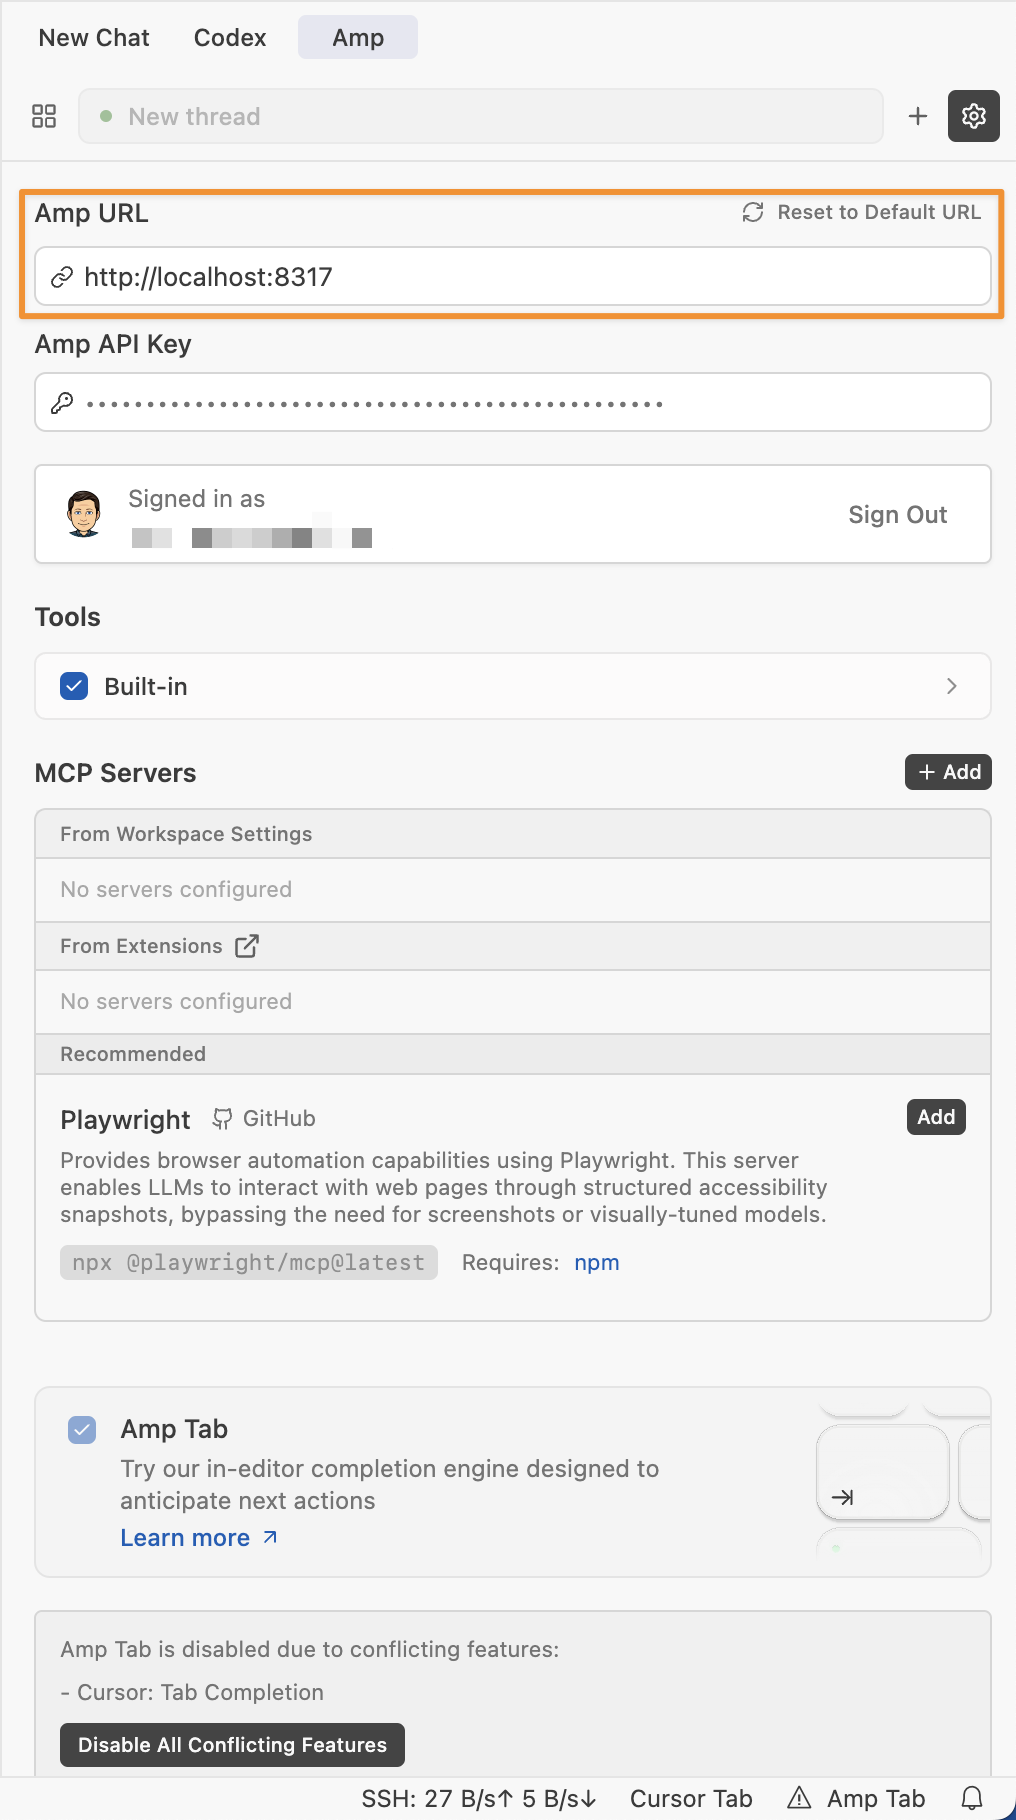 New Chat
Codex
Amp
New thread
Amp URL
Reset to Default URL
http://localhost:8317
Amp API Key
Signed in as
Sign Out
Tools
Built-in
MCP Servers
+ Add
From Workspace Settings
No servers configured
From Extensions
No servers configured
Recommended
Playwright
GitHub
Add
Provides browser automation capabilities using Playwright. This server
enables LLMs to interact with web pages through structured accessibility
snapshots, bypassing the need for screenshots or visually-tuned models.
npx @playwright/mcp@latest
Requires: npm
Amp Tab
Try our in-editor completion engine designed to
anticipate next actions
Learn more ↗
Amp Tab is disabled due to conflicting features:
- Cursor: Tab Completion
Disable All Conflicting Features
SSH: 27 B/s↑ 5 B/s↓
Cursor Tab
Amp Tab